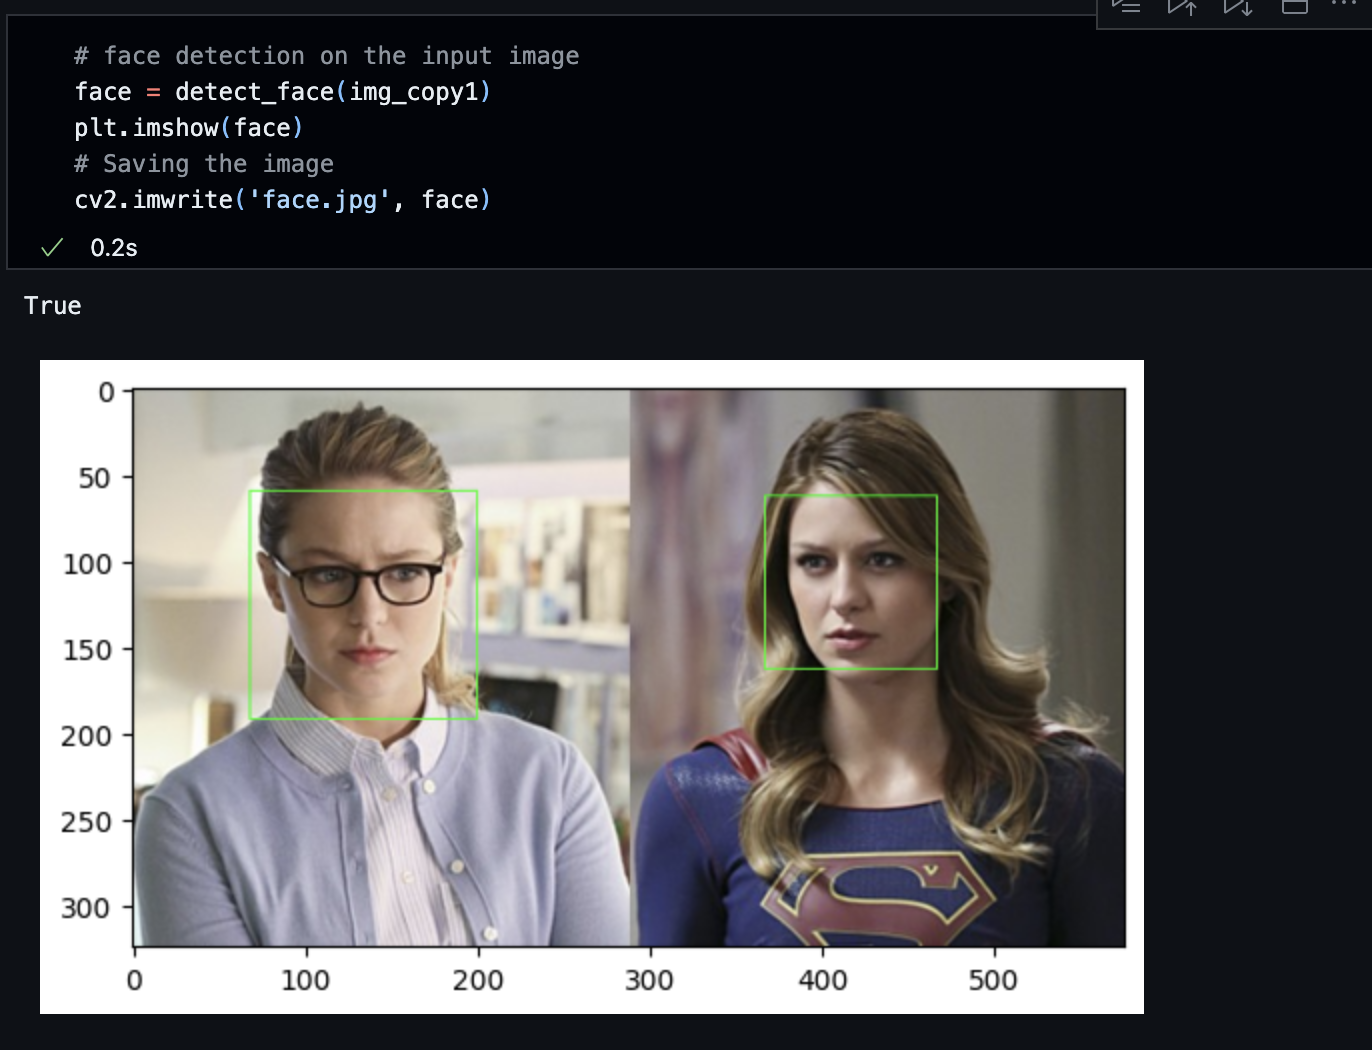 # face detection on the input image
face = detect_face(img_copy1)
plt.imshow(face)
# Saving the image
cv2.imwrite('face.jpg', face)
0.2s
True
0
50
100
150
200
250
300
0 100 200 300 400 500